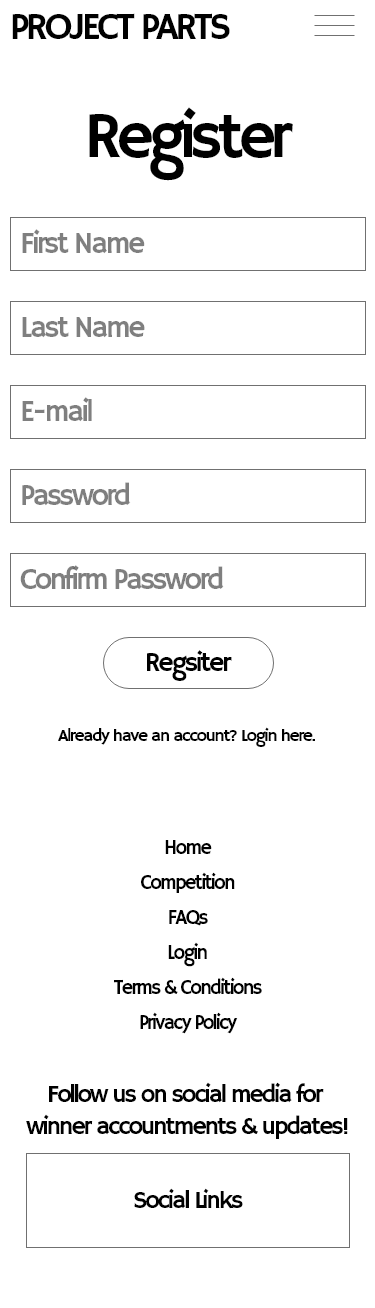 PROJECT PARTS
Register
First Name
Last Name
E-mail
Password
Confirm Password
Regsiter
Already have an account? Login here.
Home
Competition
FAQs
Login
Terms & Conditions
Privacy Policy
Follow us on social media for
winner accountments & updates!
Social Links